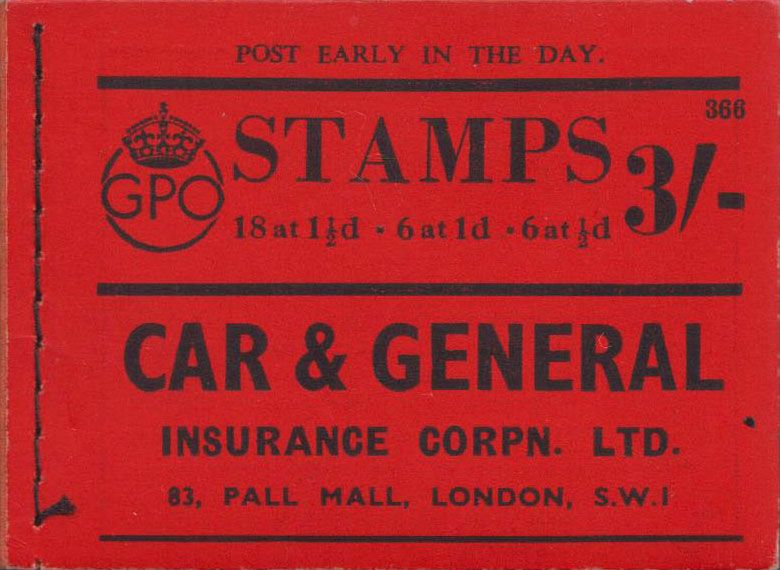 POST EARLY IN THE DAY.
366
GPO
STAMPS 3/-
18 at 1½d · 6 at 1d · 6 at ½d
CAR & GENERAL
INSURANCE CORPN. LTD.
83, PALL MALL, LONDON, S.W.1